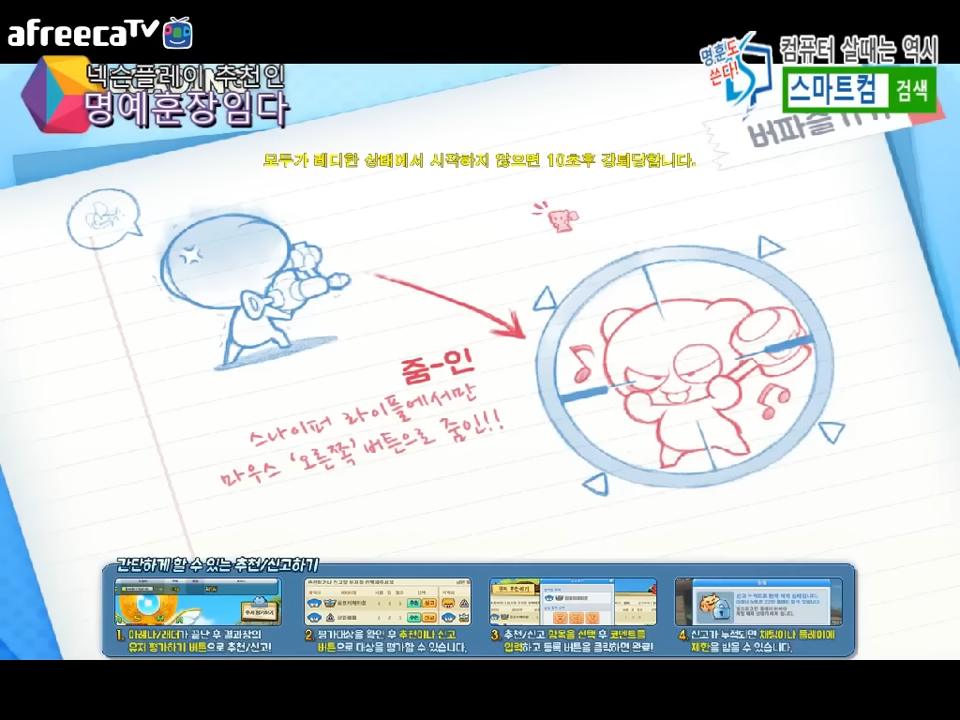 afreecaTV
넥슨플레이 추천인
명예훈장임다
명훈도
쓴다!
컴퓨터 살때는 역시
스마트컴 검색
모두가 레디한 상태에서 시작하지 않으면 10초후 강퇴당합니다.
줌-인
스나이퍼 라이플에서만
마우스 '오른쪽' 버튼으로 줌인!!
간단하게 할 수 있는 추천/신고하기
1. 아레나/래더가 끝난 후 결과창의
유저 평가하기 버튼으로 추천/신고!
2. 평가대상을 확인 후 추천이나 신고
버튼으로 대상을 평가할 수 있습니다.
3. 추천/신고 항목을 선택 후 코멘트를
입력하고 등록 버튼을 클릭하면 완료!
4. 신고가 누적되면 채팅이나 플레이에
제한을 받을 수 있습니다.